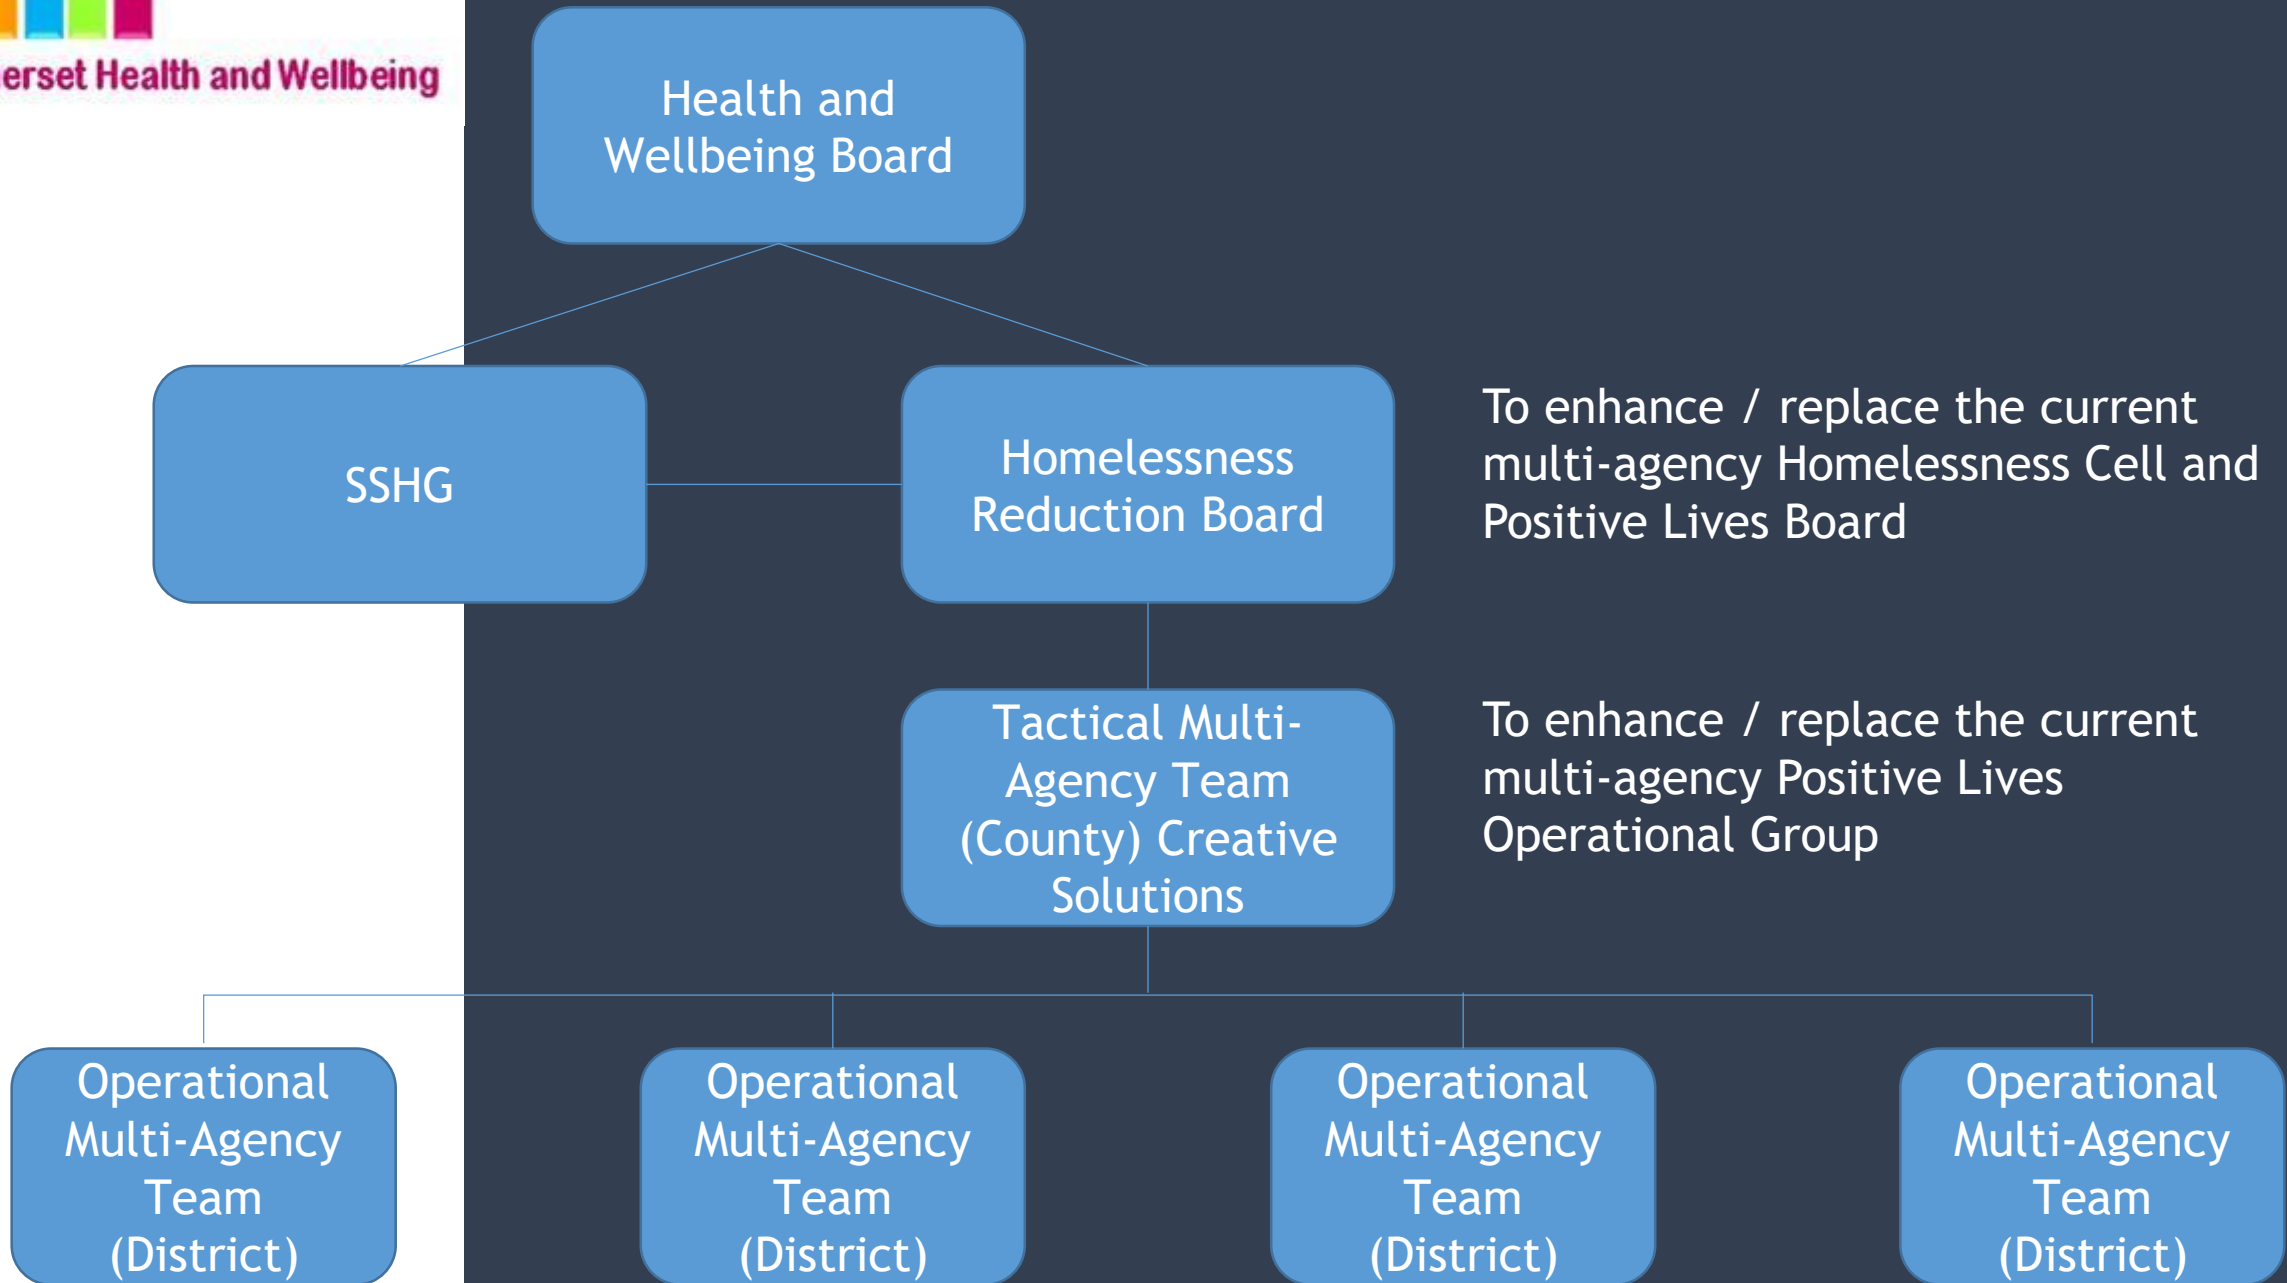 erset Health and Wellbeing
Health and
Wellbeing Board
SSHG
Homelessness
Reduction Board
To enhance / replace the current
multi-agency Homelessness Cell and
Positive Lives Board
Tactical Multi-
Agency Team
(County) Creative
Solutions
To enhance / replace the current
multi-agency Positive Lives
Operational Group
Operational
Multi-Agency
Team
(District)
Operational
Multi-Agency
Team
(District)
Operational
Multi-Agency
Team
(District)
Operational
Multi-Agency
Team
(District)